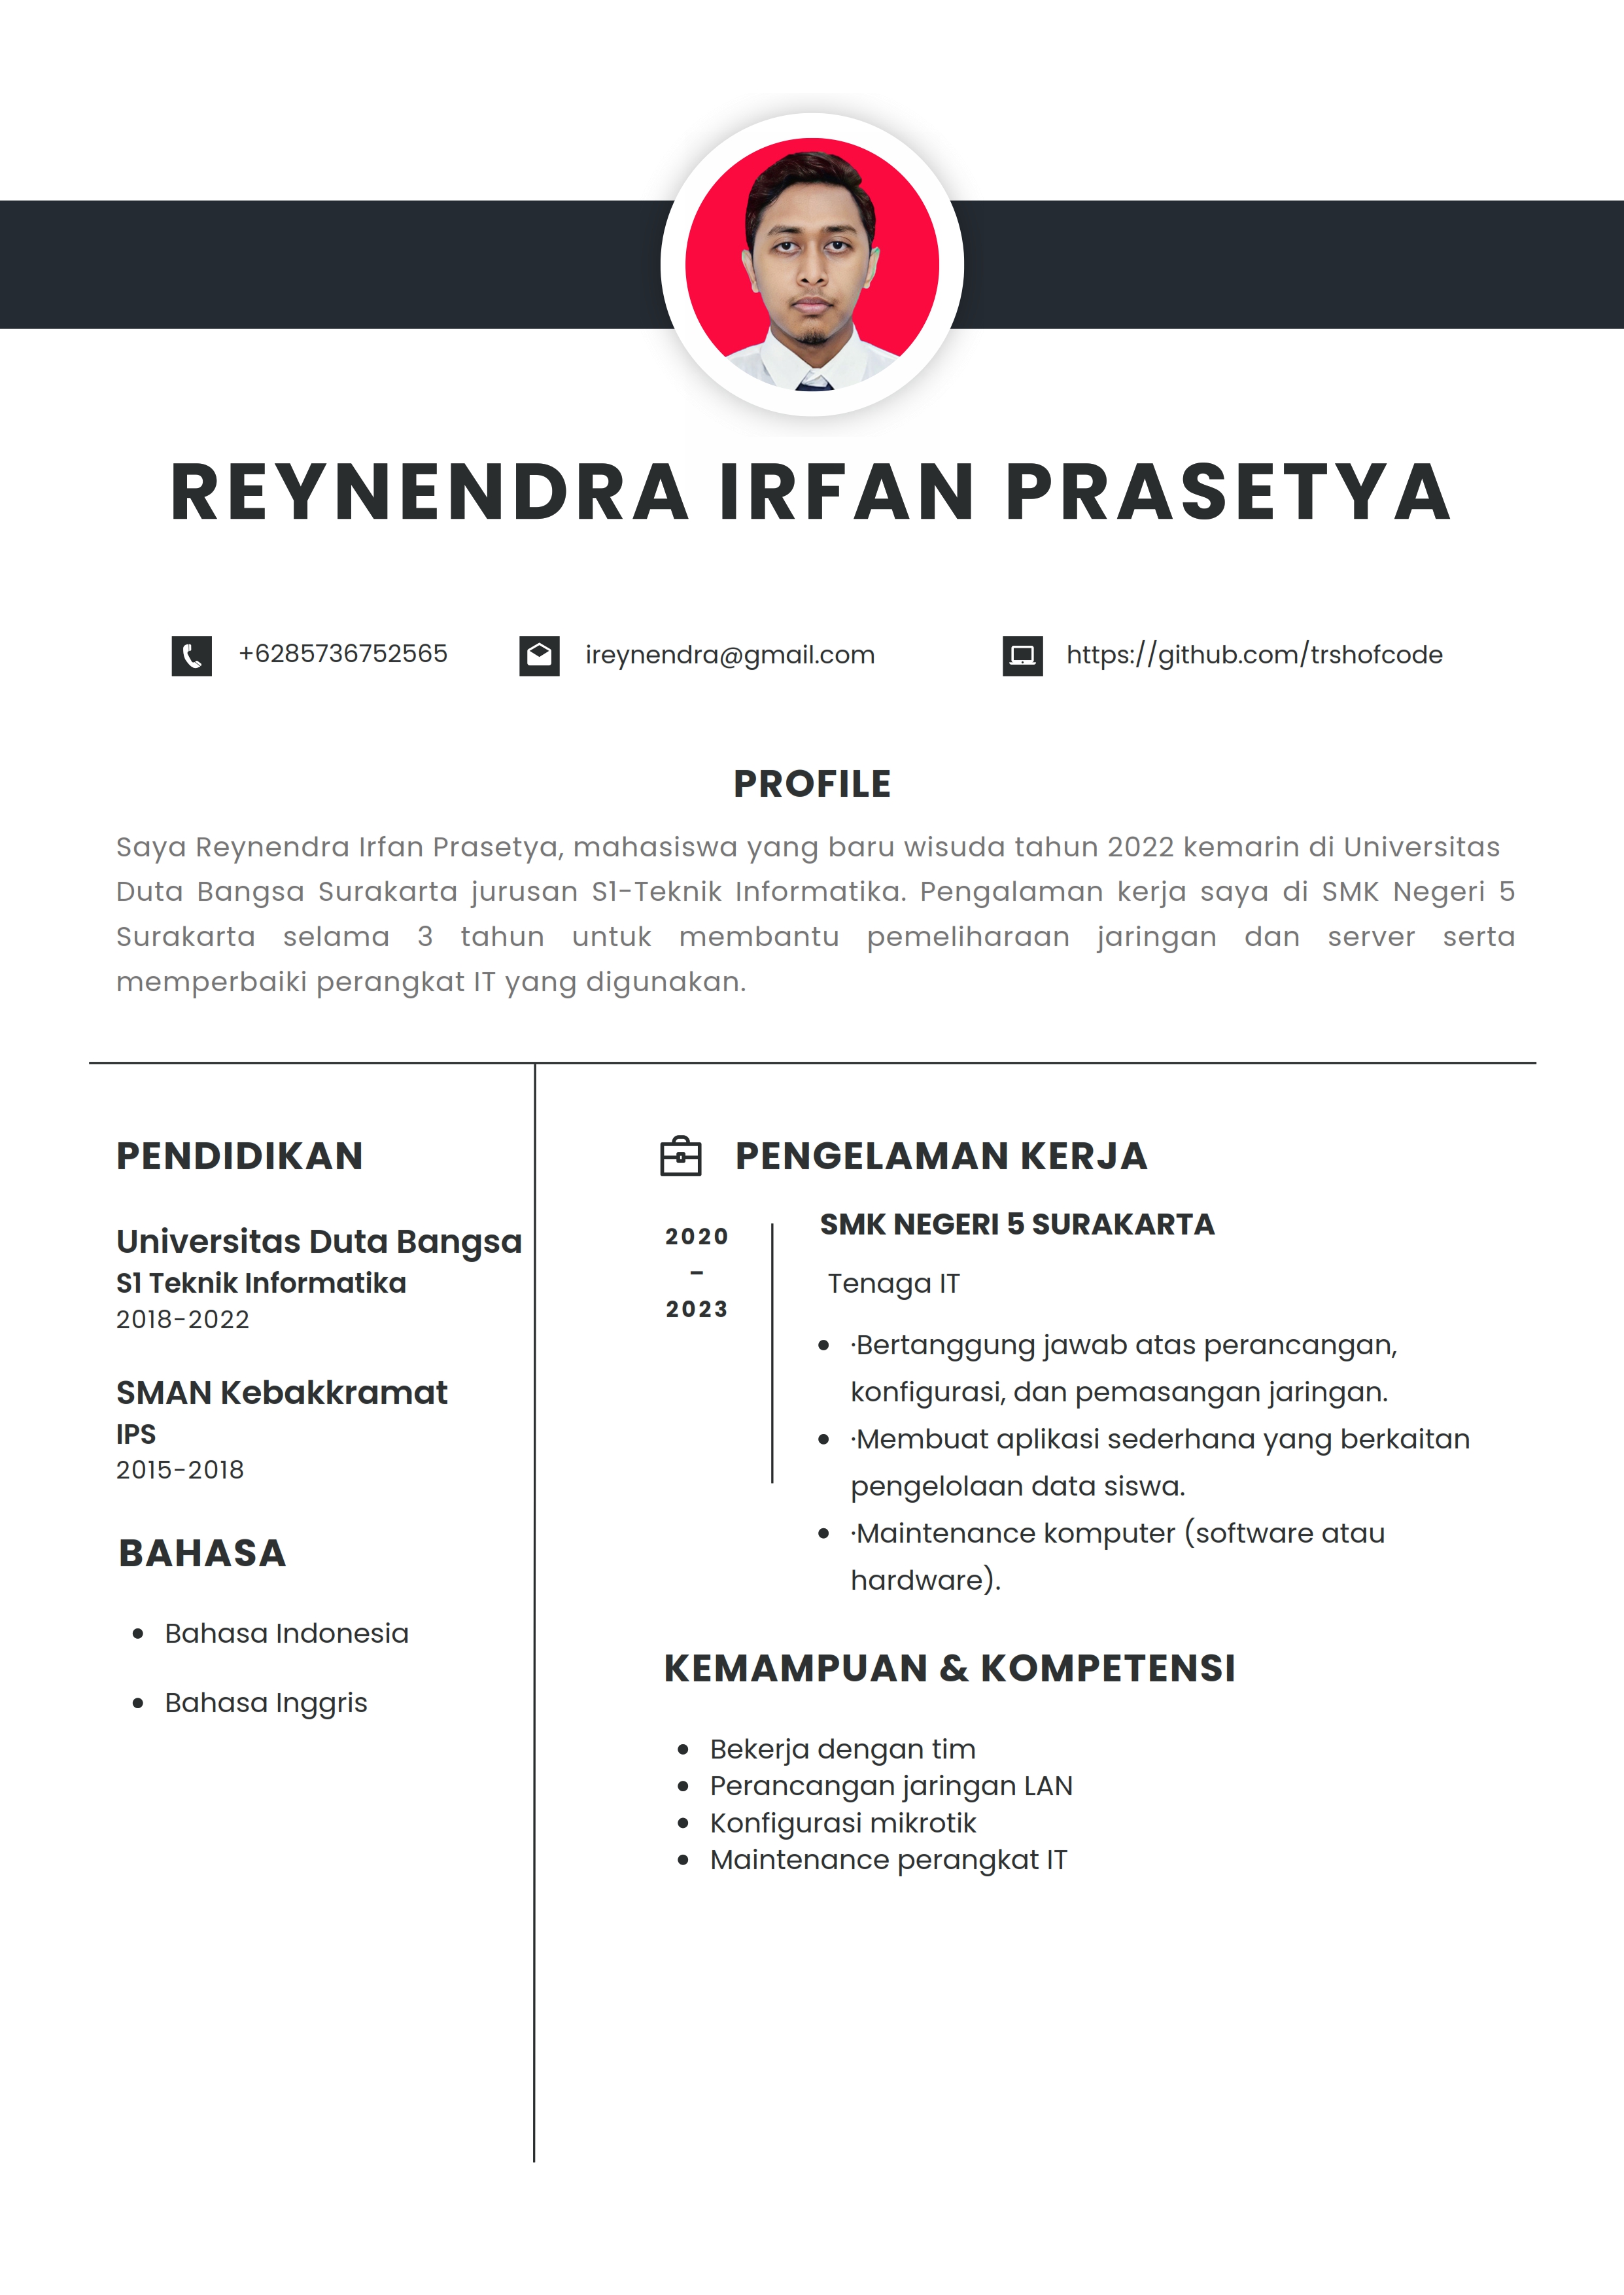 REYNENDRA IRFAN PRASETYA
+6285736752565
ireynendra@gmail.com
https://github.com/trshofcode
PROFILE
Saya Reynendra Irfan Prasetya, mahasiswa yang baru wisuda tahun 2022 kemarin di Universitas
Duta Bangsa Surakarta jurusan S1-Teknik Informatika. Pengalaman kerja saya di SMK Negeri 5
Surakarta selama 3 tahun untuk membantu pemeliharaan jaringan dan server serta
memperbaiki perangkat IT yang digunakan.
PENDIDIKAN
Universitas Duta Bangsa
S1 Teknik Informatika
2018-2022
SMAN Kebakkramat
IPS
2015-2018
BAHASA
• Bahasa Indonesia
• Bahasa Inggris
PENGELAMAN KERJA
2020
–
2023
SMK NEGERI 5 SURAKARTA
Tenaga IT
• ·Bertanggung jawab atas perancangan,
konfigurasi, dan pemasangan jaringan.
• ·Membuat aplikasi sederhana yang berkaitan
pengelolaan data siswa.
• ·Maintenance komputer (software atau
hardware).
KEMAMPUAN & KOMPETENSI
• Bekerja dengan tim
• Perancangan jaringan LAN
• Konfigurasi mikrotik
• Maintenance perangkat IT